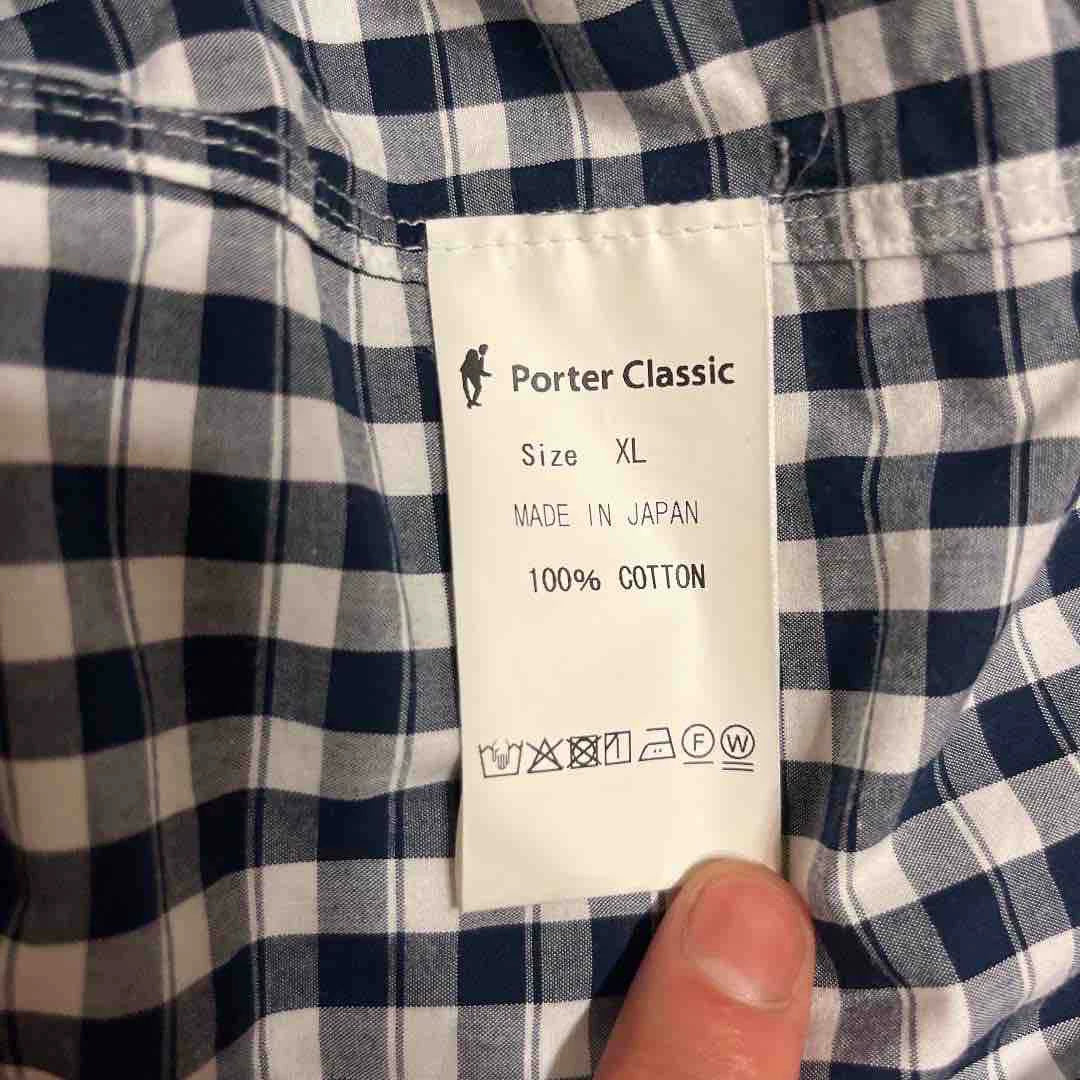 Porter Classic
Size XL
MADE IN JAPAN
100% COTTON
F W